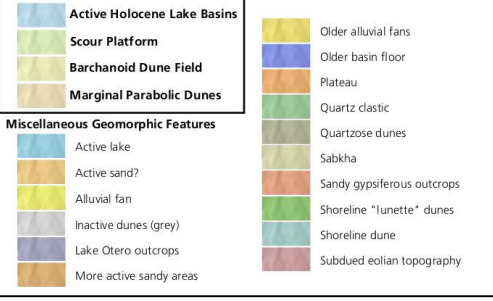 Active Holocene Lake Basins
Scour Platform
Barchanoid Dune Field
Marginal Parabolic Dunes
Miscellaneous Geomorphic Features
Active lake
Active sand?
Alluvial fan
Inactive dunes (grey)
Lake Otero outcrops
More active sandy areas
Older alluvial fans
Older basin floor
Plateau
Quartz clastic
Quartzose dunes
Sabkha
Sandy gypsiferous outcrops
Shoreline "lunette" dunes
Shoreline dune
Subdued eolian topography